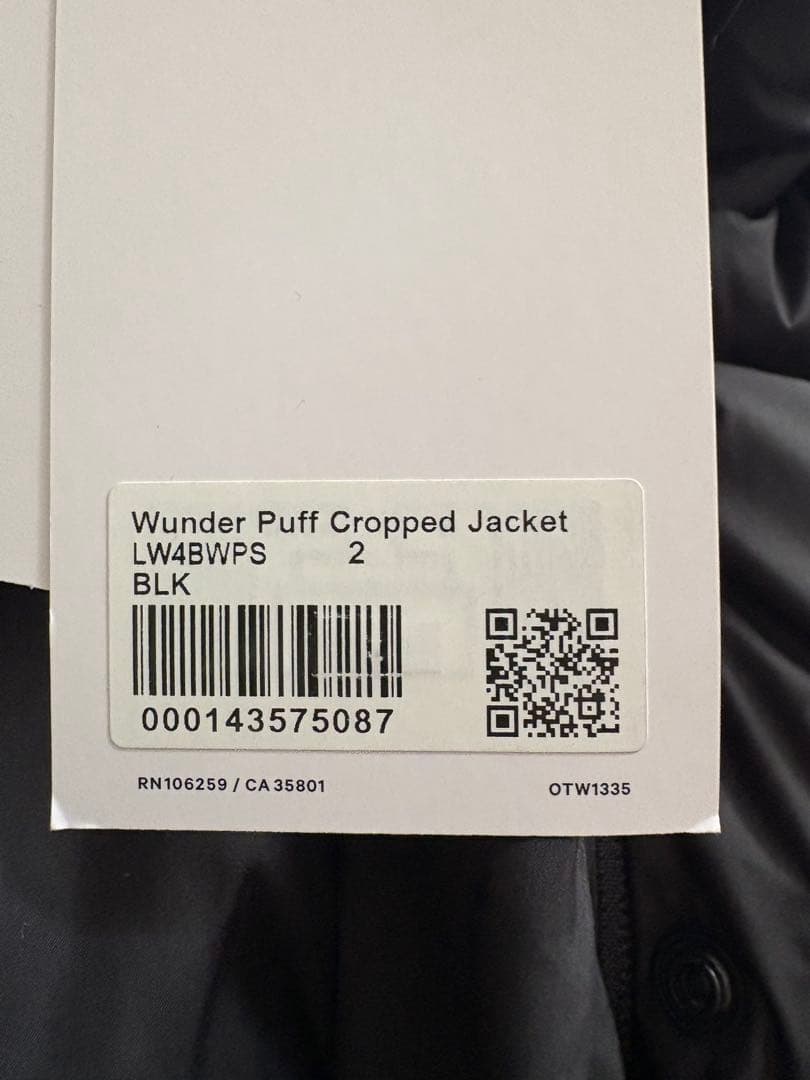 Wunder Puff Cropped Jacket
LW4BWPS 2
BLK
000143575087
RN106259 / CA 35801
OTW1335